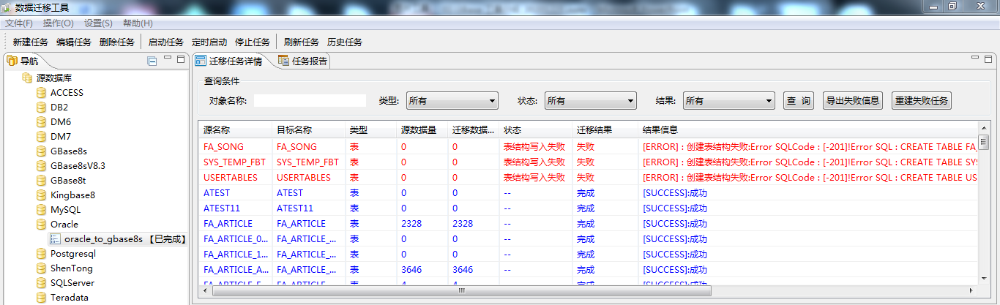 数据迁移工具
文件(F) 操作(O) 设置(S) 帮助(H)
新建任务 编辑任务 删除任务 启动任务 定时启动 停止任务 刷新任务 历史任务
导航
源数据库
ACCESS
DB2
DM6
DM7
GBase8s
GBase8sV8.3
GBase8t
Kingbase8
MySQL
Oracle
oracle_to_gbase8s 【已完成】
Postgresql
ShenTong
SQLServer
Teradata
迁移任务详情 任务报告
查询条件
对象名称: 类型: 所有 状态: 所有 结果: 所有 查 询 导出失败信息 重建失败任务
源名称 目标名称 类型 源数据量 迁移数据... 状态 迁移结果 结果信息
FA_SONG FA_SONG 表 0 0 表结构写入失败 失败 [ERROR] : 创建表结构失败:Error SQLCode : [-201]!Error SQL : CREATE TABLE FA_
SYS_TEMP_FBT SYS_TEMP_FBT 表 0 0 表结构写入失败 失败 [ERROR] : 创建表结构失败:Error SQLCode : [-201]!Error SQL : CREATE TABLE SYS
USERTABLES USERTABLES 表 0 0 表结构写入失败 失败 [ERROR] : 创建表结构失败:Error SQLCode : [-201]!Error SQL : CREATE TABLE US
ATEST ATEST 表 0 0 -- 完成 [SUCCESS]:成功
ATEST11 ATEST11 表 0 0 -- 完成 [SUCCESS]:成功
FA_ARTICLE FA_ARTICLE 表 2328 2328 -- 完成 [SUCCESS]:成功
FA_ARTICLE_0... FA_ARTICLE_... 表 0 0 -- 完成 [SUCCESS]:成功
FA_ARTICLE_1... FA_ARTICLE_... 表 0 0 -- 完成 [SUCCESS]:成功
FA_ARTICLE_A... FA_ARTICLE_... 表 3646 3646 -- 完成 [SUCCESS]:成功
FA_ARTICLE_E... FA_ARTICLE_... 表 4 4 -- 完成 [SUCCESS]:成功